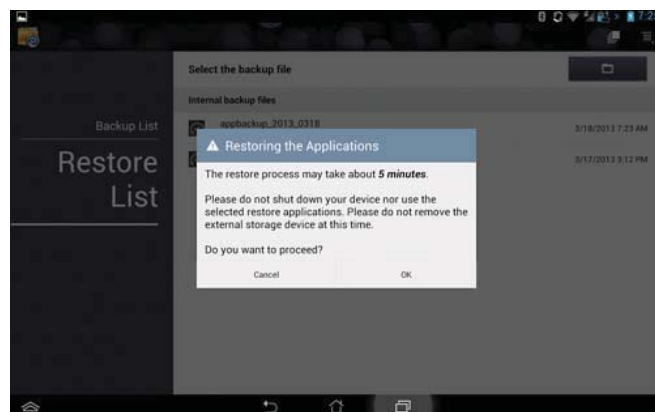 7:25
Select the backup file
Internal backup files
Backup List
Restore
List
appbackup_2013_0318
3/18/2013 7:23 AM
3/17/2013 9:12 PM
Restoring the Applications
The restore process may take about 5 minutes.
Please do not shut down your device nor use the
selected restore applications. Please do not remove the
external storage device at this time.
Do you want to proceed?
Cancel
OK